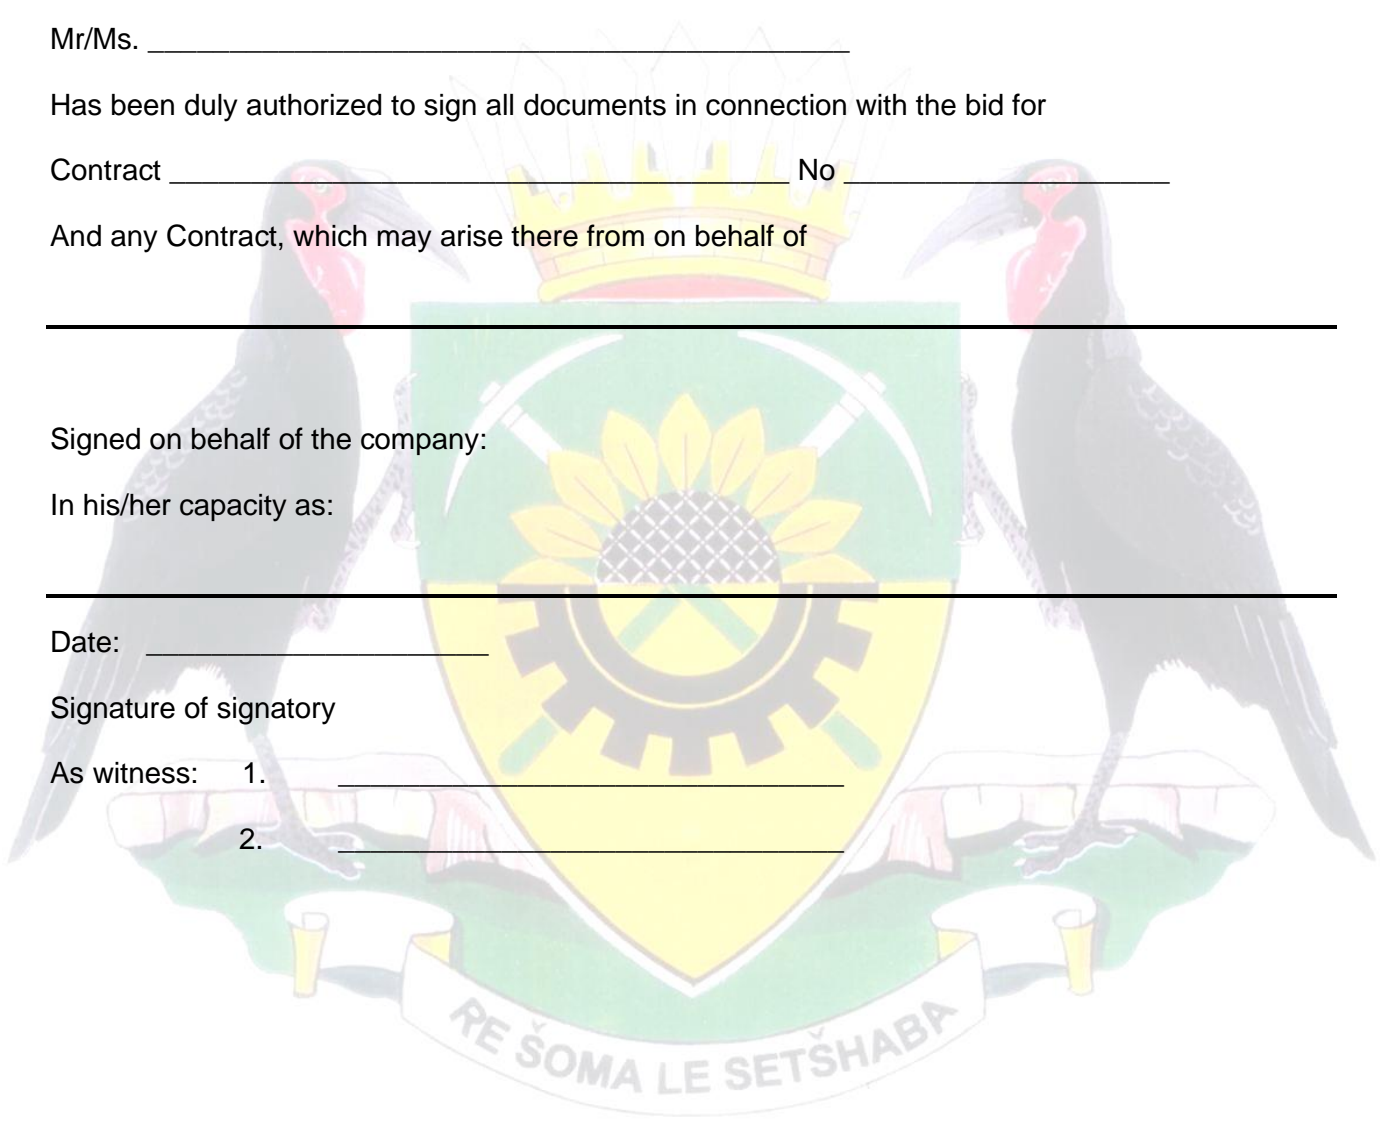 Mr/Ms. ___________________________________________
Has been duly authorized to sign all documents in connection with the bid for
Contract ______________________________________ No ____________________
And any Contract, which may arise there from on behalf of
Signed on behalf of the company:
In his/her capacity as:
Date: _____________________
Signature of signatory
As witness: 1. _______________________________
2. _______________________________
RE ŠOMA LE SETŠHABA